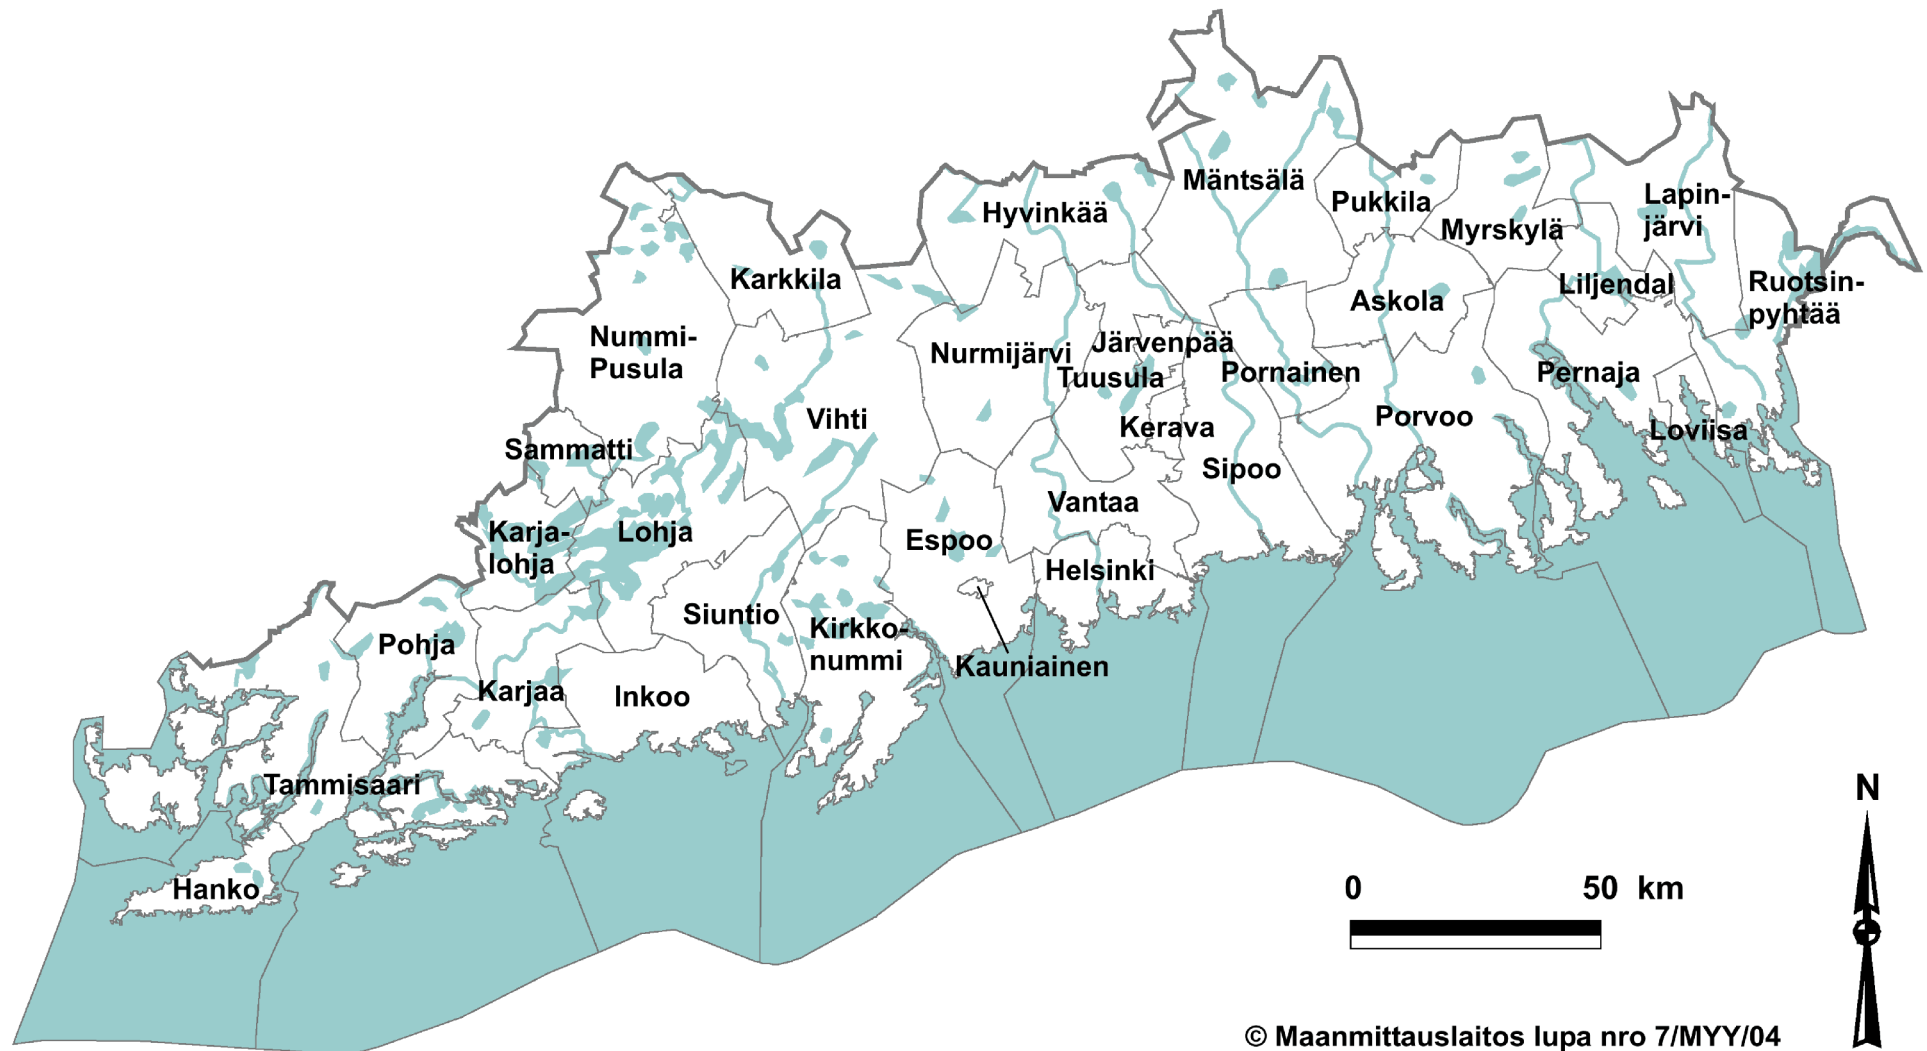 Mäntsälä
Hyvinkää
Pukkila
Lapin-
järvi
Myrskylä
Karkkila
Liljendal
Ruotsin-
pyhtää
Askola
Nummi-
Pusula
Nurmijärvi
Järvenpää
Tuusula
Pornainen
Pernaja
Vihti
Kerava
Porvoo
Loviisa
Sammatti
Sipoo
Vantaa
Karja-
lohja
Lohja
Espoo
Helsinki
Siuntio
Kirkko-
nummi
Pohja
Kauniainen
Karjaa
Inkoo
Tammisaari
Hanko
N
0 50 km
© Maanmittauslaitos lupa nro 7/MYY/04